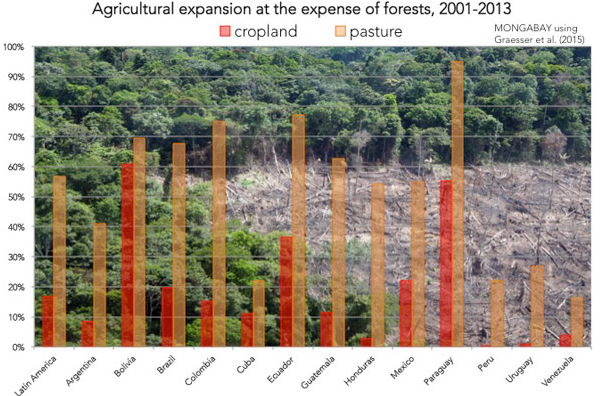 Agricultural expansion at the expense of forests, 2001-2013
cropland pasture
MONGABAY using
Graesser et al. (2015)
100%
90%
80%
70%
60%
50%
40%
30%
20%
10%
0%
Latin America
Argentina
Bolivia
Brazil
Colombia
Cuba
Ecuador
Guatemala
Honduras
Mexico
Paraguay
Peru
Uruguay
Venezuela